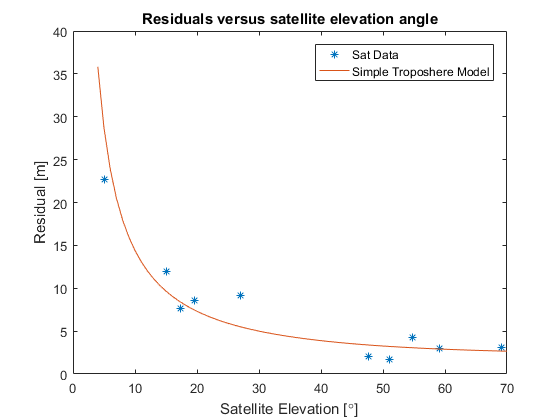 Residuals versus satellite elevation angle
Sat Data
Simple Troposhere Model
Residual [m]
40
35
30
25
20
15
10
5
0
0 10 20 30 40 50 60 70
Satellite Elevation [°]